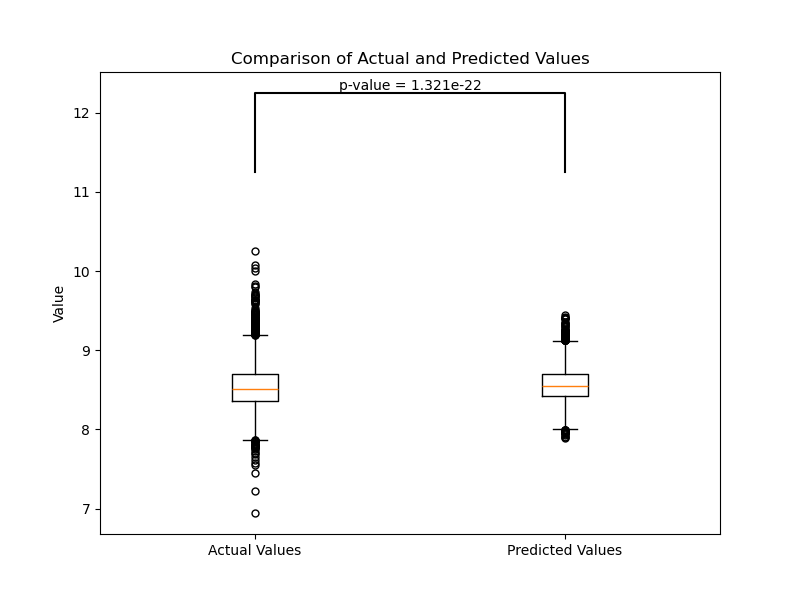 Comparison of Actual and Predicted Values
p-value = 1.321e-22
12
11
10
9
8
7
Value
Actual Values
Predicted Values